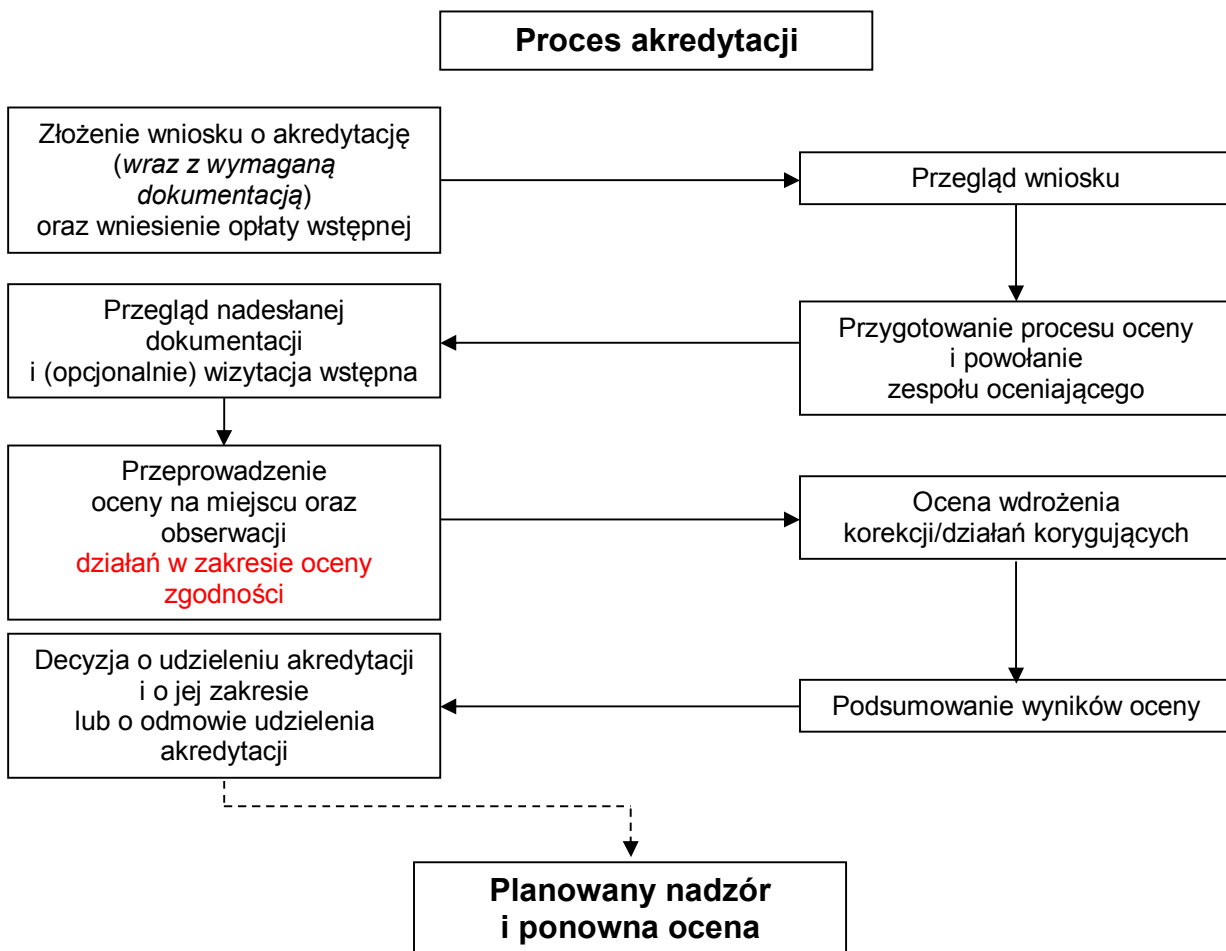 Proces akredytacji
Złożenie wniosku o akredytację
(wraz z wymaganą
dokumentacją)
oraz wniesienie opłaty wstępnej
Przegląd wniosku
Przygotowanie procesu oceny
i powołanie
zespołu oceniającego
Przegląd nadesłanej
dokumentacji
i (opcjonalnie) wizytacja wstępna
Przeprowadzenie
oceny na miejscu oraz
obserwacji
działań w zakresie oceny
zgodności
Ocena wdrożenia
korekcji/działań korygujących
Podsumowanie wyników oceny
Decyzja o udzieleniu akredytacji
i o jej zakresie
lub o odmowie udzielenia
akredytacji
Planowany nadzór
i ponowna ocena